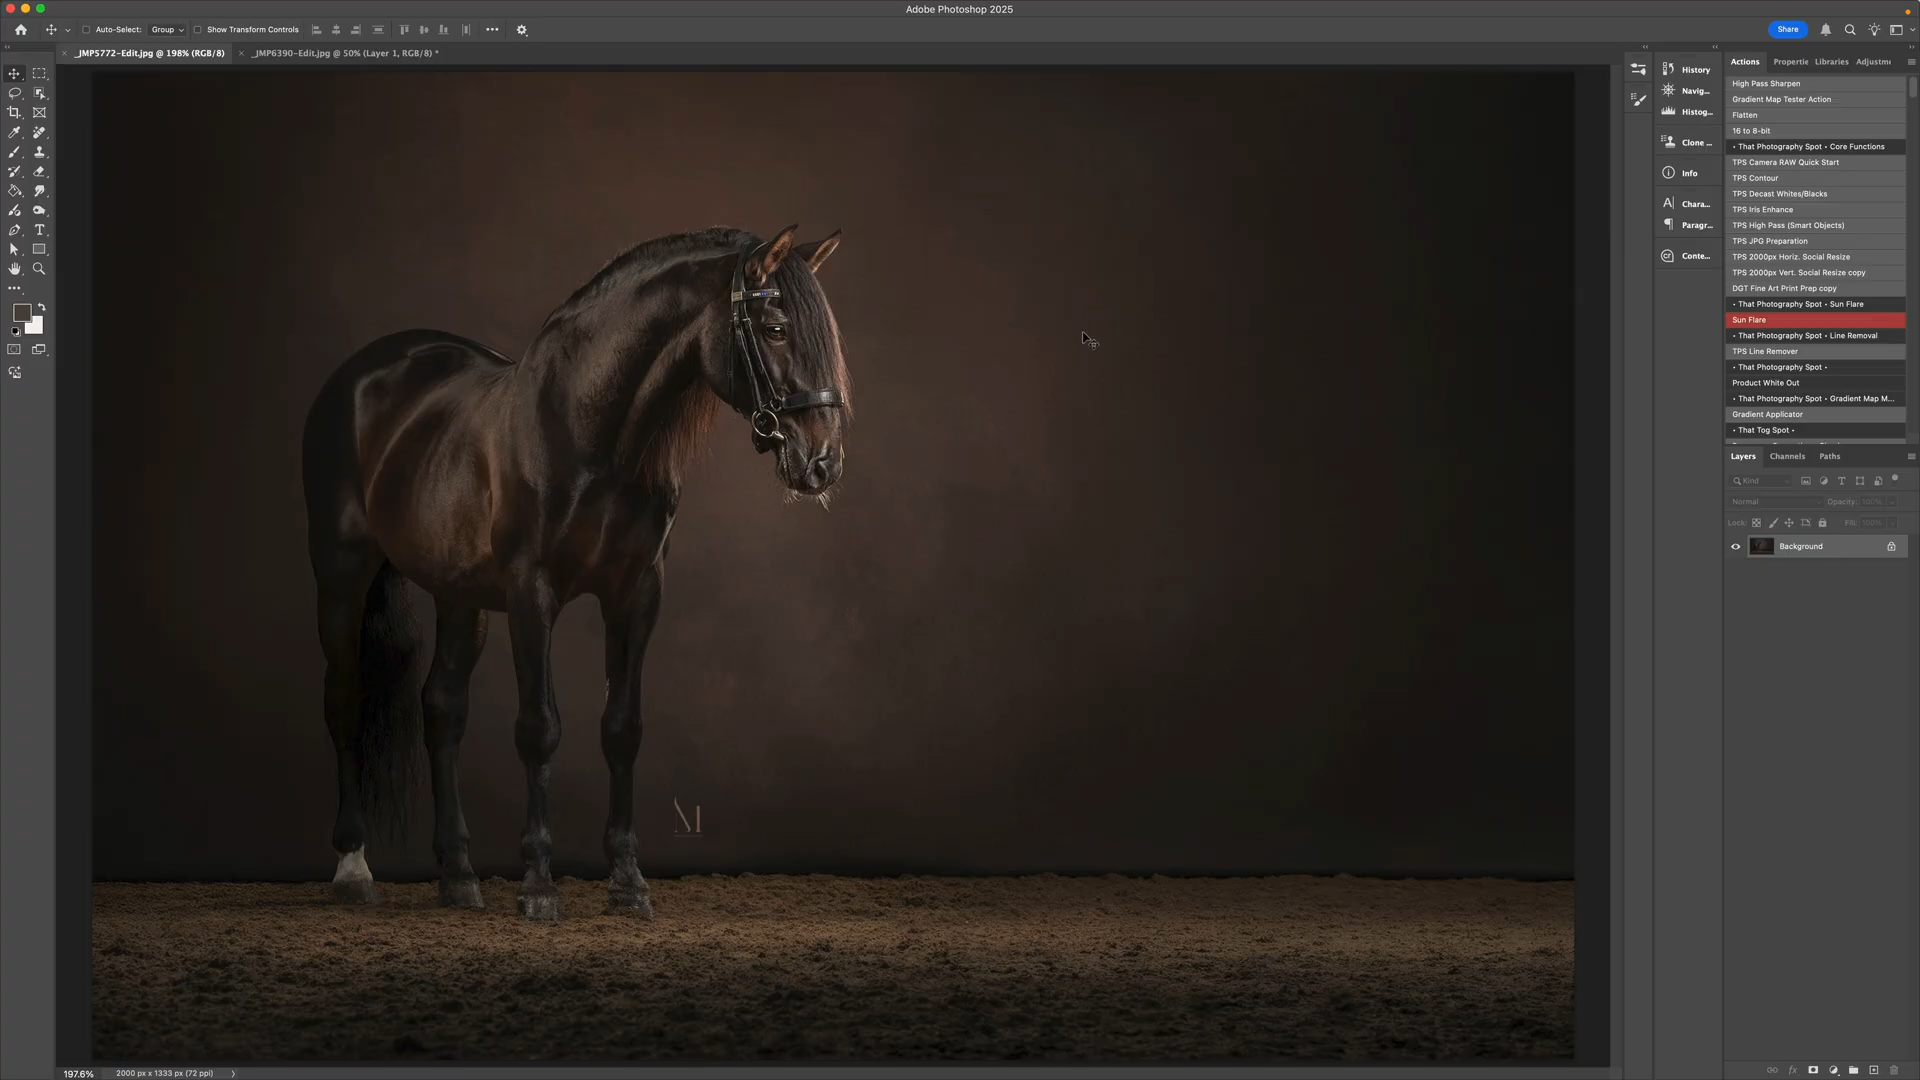 Adobe Photoshop 2025
Auto-Select: Group Show Transform Controls
Share
_JMP5772-Edit.jpg @ 198% (RGB/8)
_JMP6390-Edit.jpg @ 50% (Layer 1, RGB/8) *
History
Navig...
Histog...
Clone ...
Info
Chara...
Paragr...
Conte...
Actions Propertie Libraries Adjustm
High Pass Sharpen
Gradient Map Tester Action
Flatten
16 to 8-bit
• That Photography Spot • Core Functions
TPS Camera RAW Quick Start
TPS Contour
TPS Decast Whites/Blacks
TPS Iris Enhance
TPS High Pass (Smart Objects)
TPS JPG Preparation
TPS 2000px Horiz. Social Resize
TPS 2000px Vert. Social Resize copy
DGT Fine Art Print Prep copy
• That Photography Spot • Sun Flare
Sun Flare
• That Photography Spot • Line Removal
TPS Line Remover
• That Photography Spot •
Product White Out
• That Photography Spot • Gradient Map M...
Gradient Applicator
• That Tog Spot •
Layers Channels Paths
Kind
Normal Opacity: 100%
Lock: Fill: 100%
Background
M
197.6% 2000 px x 1333 px (72 ppi)